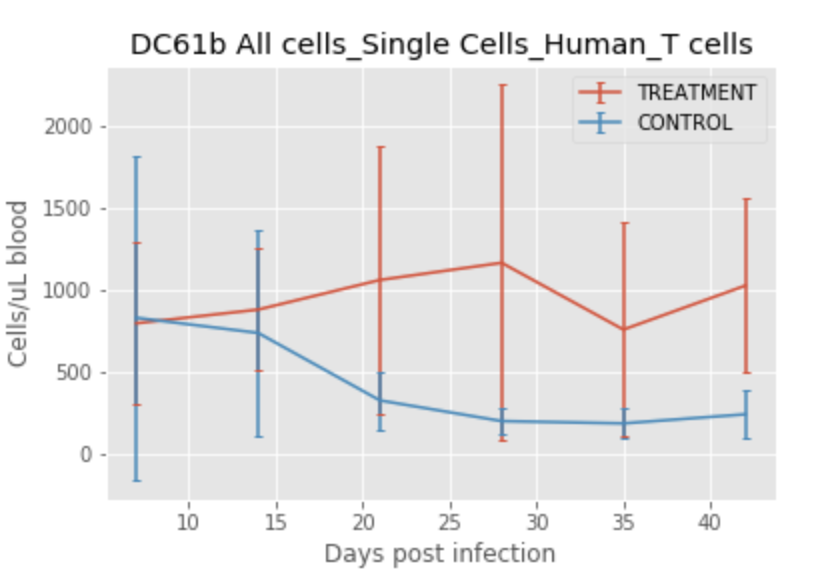 DC61b All cells_Single Cells_Human_T cells
TREATMENT
CONTROL
Cells/uL blood
2000
1500
1000
500
0
10 15 20 25 30 35 40
Days post infection